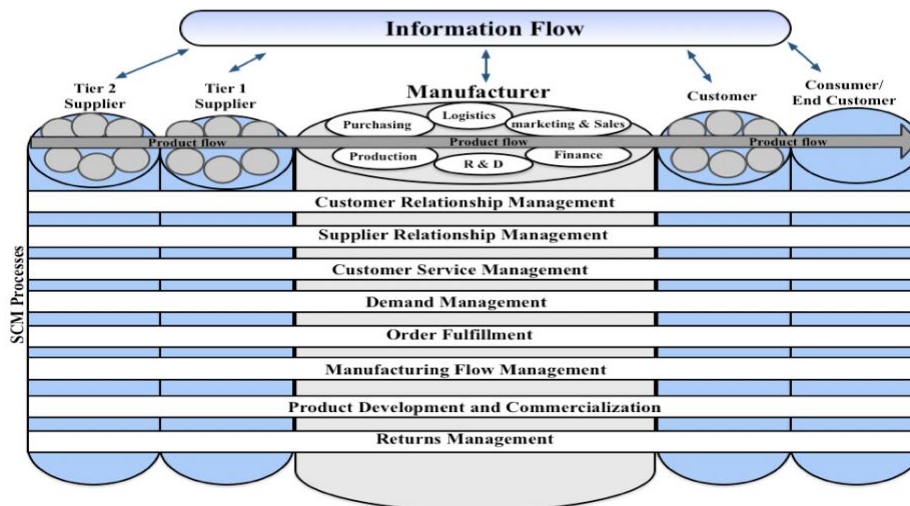 Information Flow
Tier 2
Supplier
Tier 1
Supplier
Manufacturer
Customer
Consumer/
End Customer
Purchasing
Logistics
marketing & Sales
Product flow
Product flow
Product flow
Production
R & D
Finance
SCM Processes
Customer Relationship Management
Supplier Relationship Management
Customer Service Management
Demand Management
Order Fulfillment
Manufacturing Flow Management
Product Development and Commercialization
Returns Management